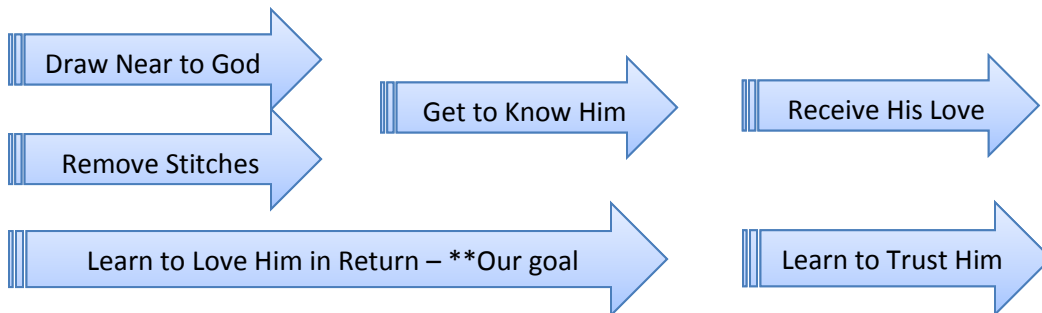 Draw Near to God
Remove Stitches
Get to Know Him
Receive His Love
Learn to Love Him in Return – **Our goal
Learn to Trust Him